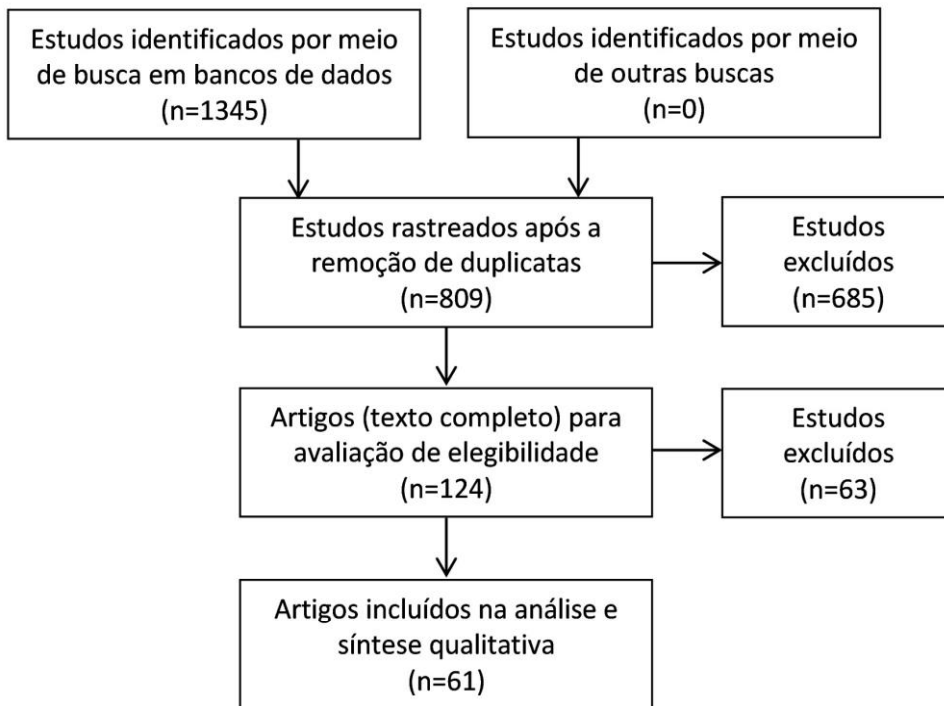 Estudos identificados por meio
de busca em bancos de dados
(n=1345)
Estudos identificados por meio
de outras buscas
(n=0)
Estudos rastreados após a
remoção de duplicatas
(n=809)
Estudos
excluídos
(n=685)
Artigos (texto completo) para
avaliação de elegibilidade
(n=124)
Estudos
excluídos
(n=63)
Artigos incluídos na análise e
síntese qualitativa
(n=61)